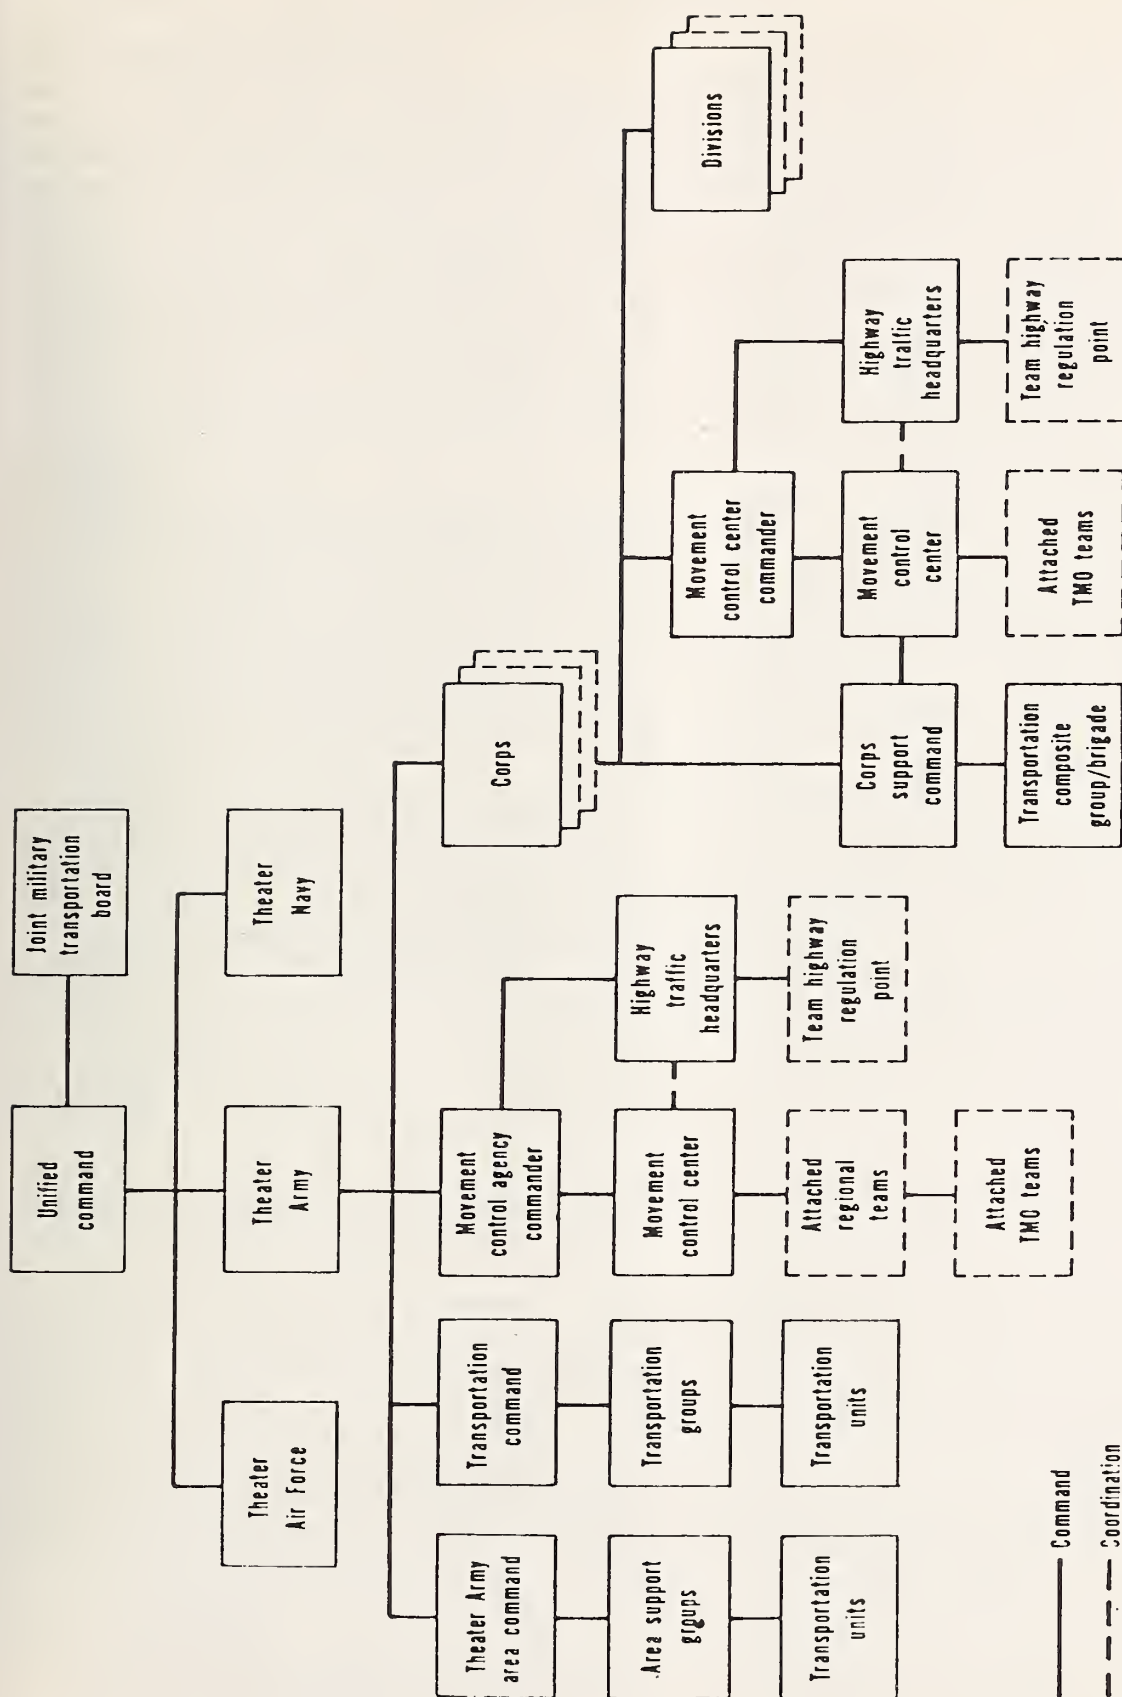 Unified
command
Joint military
transportation
board
Theater
Air Force
Theater
Army
Theater
Navy
Theater Army
area command
Transportation
command
Movement
control agency
commander
Corps
Area support
groups
Transportation
groups
Movement
control center
Highway
traffic
headquarters
Movement
control center
commander
Divisions
Transportation
units
Transportation
units
Attached
regional
teams
Team highway
regulation
point
Corps
support
command
Movement
control
center
Highway
traffic
headquarters
Attached
TMO teams
Transportation
composite
group/brigade
Attached
TMO teams
Team highway
regulation
point
Command
Coordination